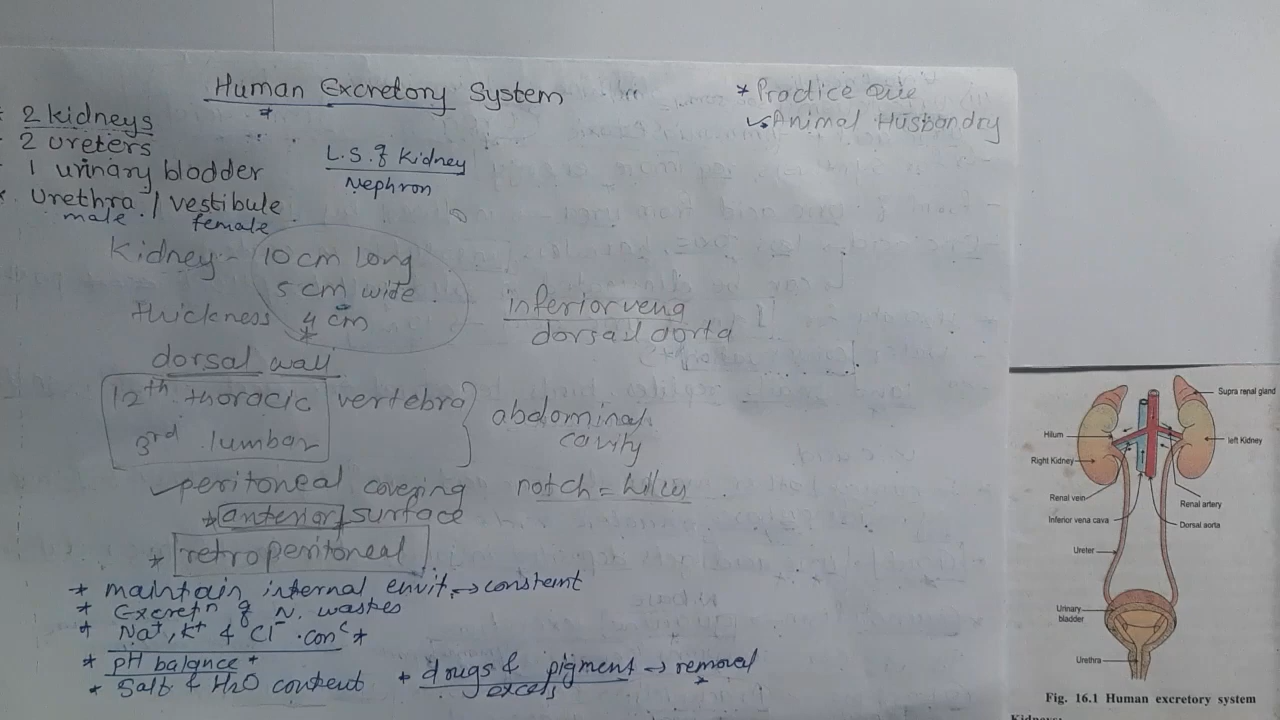 Human Excretory System
* Practice Que
Animal Husbandry
* 2 kidneys
- 2 ureters
- 1 urinary bladder
*. Urethra / vestibule.
male. female
L.S. of kidney
Nephron
Kidney - 10 cm long
5 cm wide.
thickness 4 cm
inferior vena
dorsal aorta
dorsal wall
12th thoracic vertebra
3rd lumbar
abdominal
cavity
peritoneal covering
notch = hilus
* anterior surface
* retroperitoneal
* maintain internal envit. → constent
* Excretn of N. wastes
* Na+, K+ & Cl- conc *
* pH balance *
* Salt & H2O content
* drugs & pigment → removal
excess
Supra renal gland
Hilum
left Kidney
Right Kidney
Renal vein
Renal artery
Inferior vena cava
Dorsal aorta
Ureter
Urinary
bladder
Urethra
Fig. 16.1 Human excretory system
Kidneys: